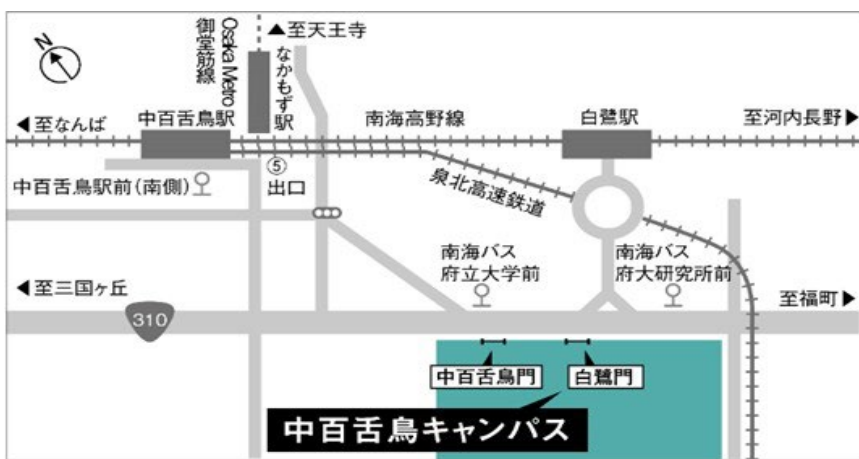 N
▲至天王寺
Osaka Metro
御堂筋線
なかもず駅
◀至なんば
中百舌鳥駅
南海高野線
白鷺駅
至河内長野▶
⑤
出口
中百舌鳥駅前(南側)
泉北高速鉄道
南海バス
府立大学前
南海バス
府大研究所前
◀至三国ヶ丘
310
至福町▶
中百舌鳥門
白鷺門
中百舌鳥キャンパス